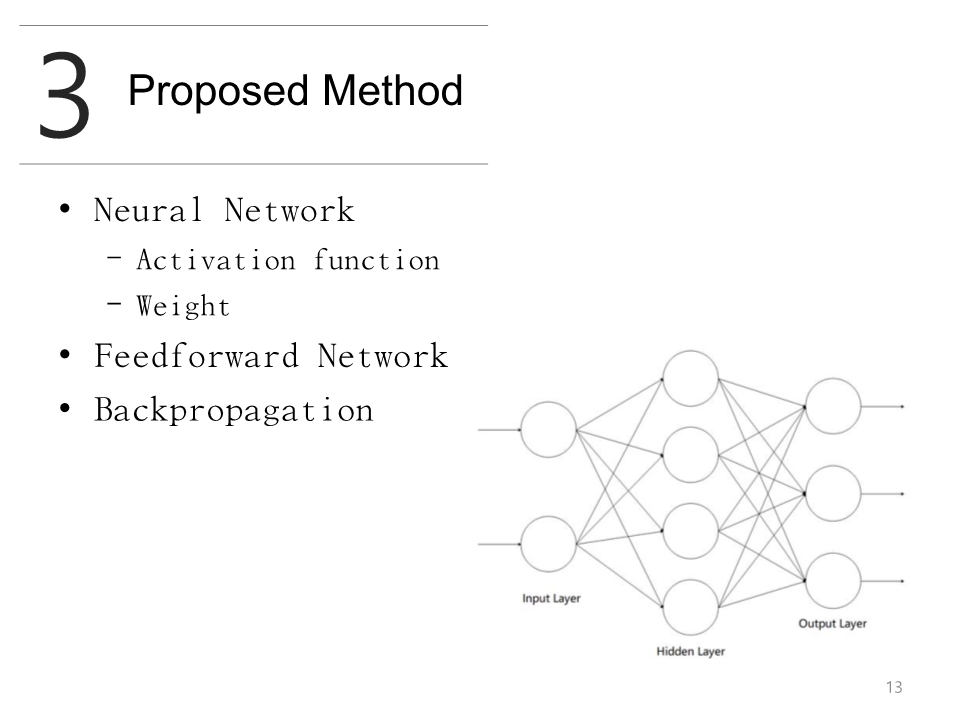 3
Proposed Method
• Neural Network
– Activation function
– Weight
• Feedforward Network
• Backpropagation
Input Layer
Output Layer
Hidden Layer
13